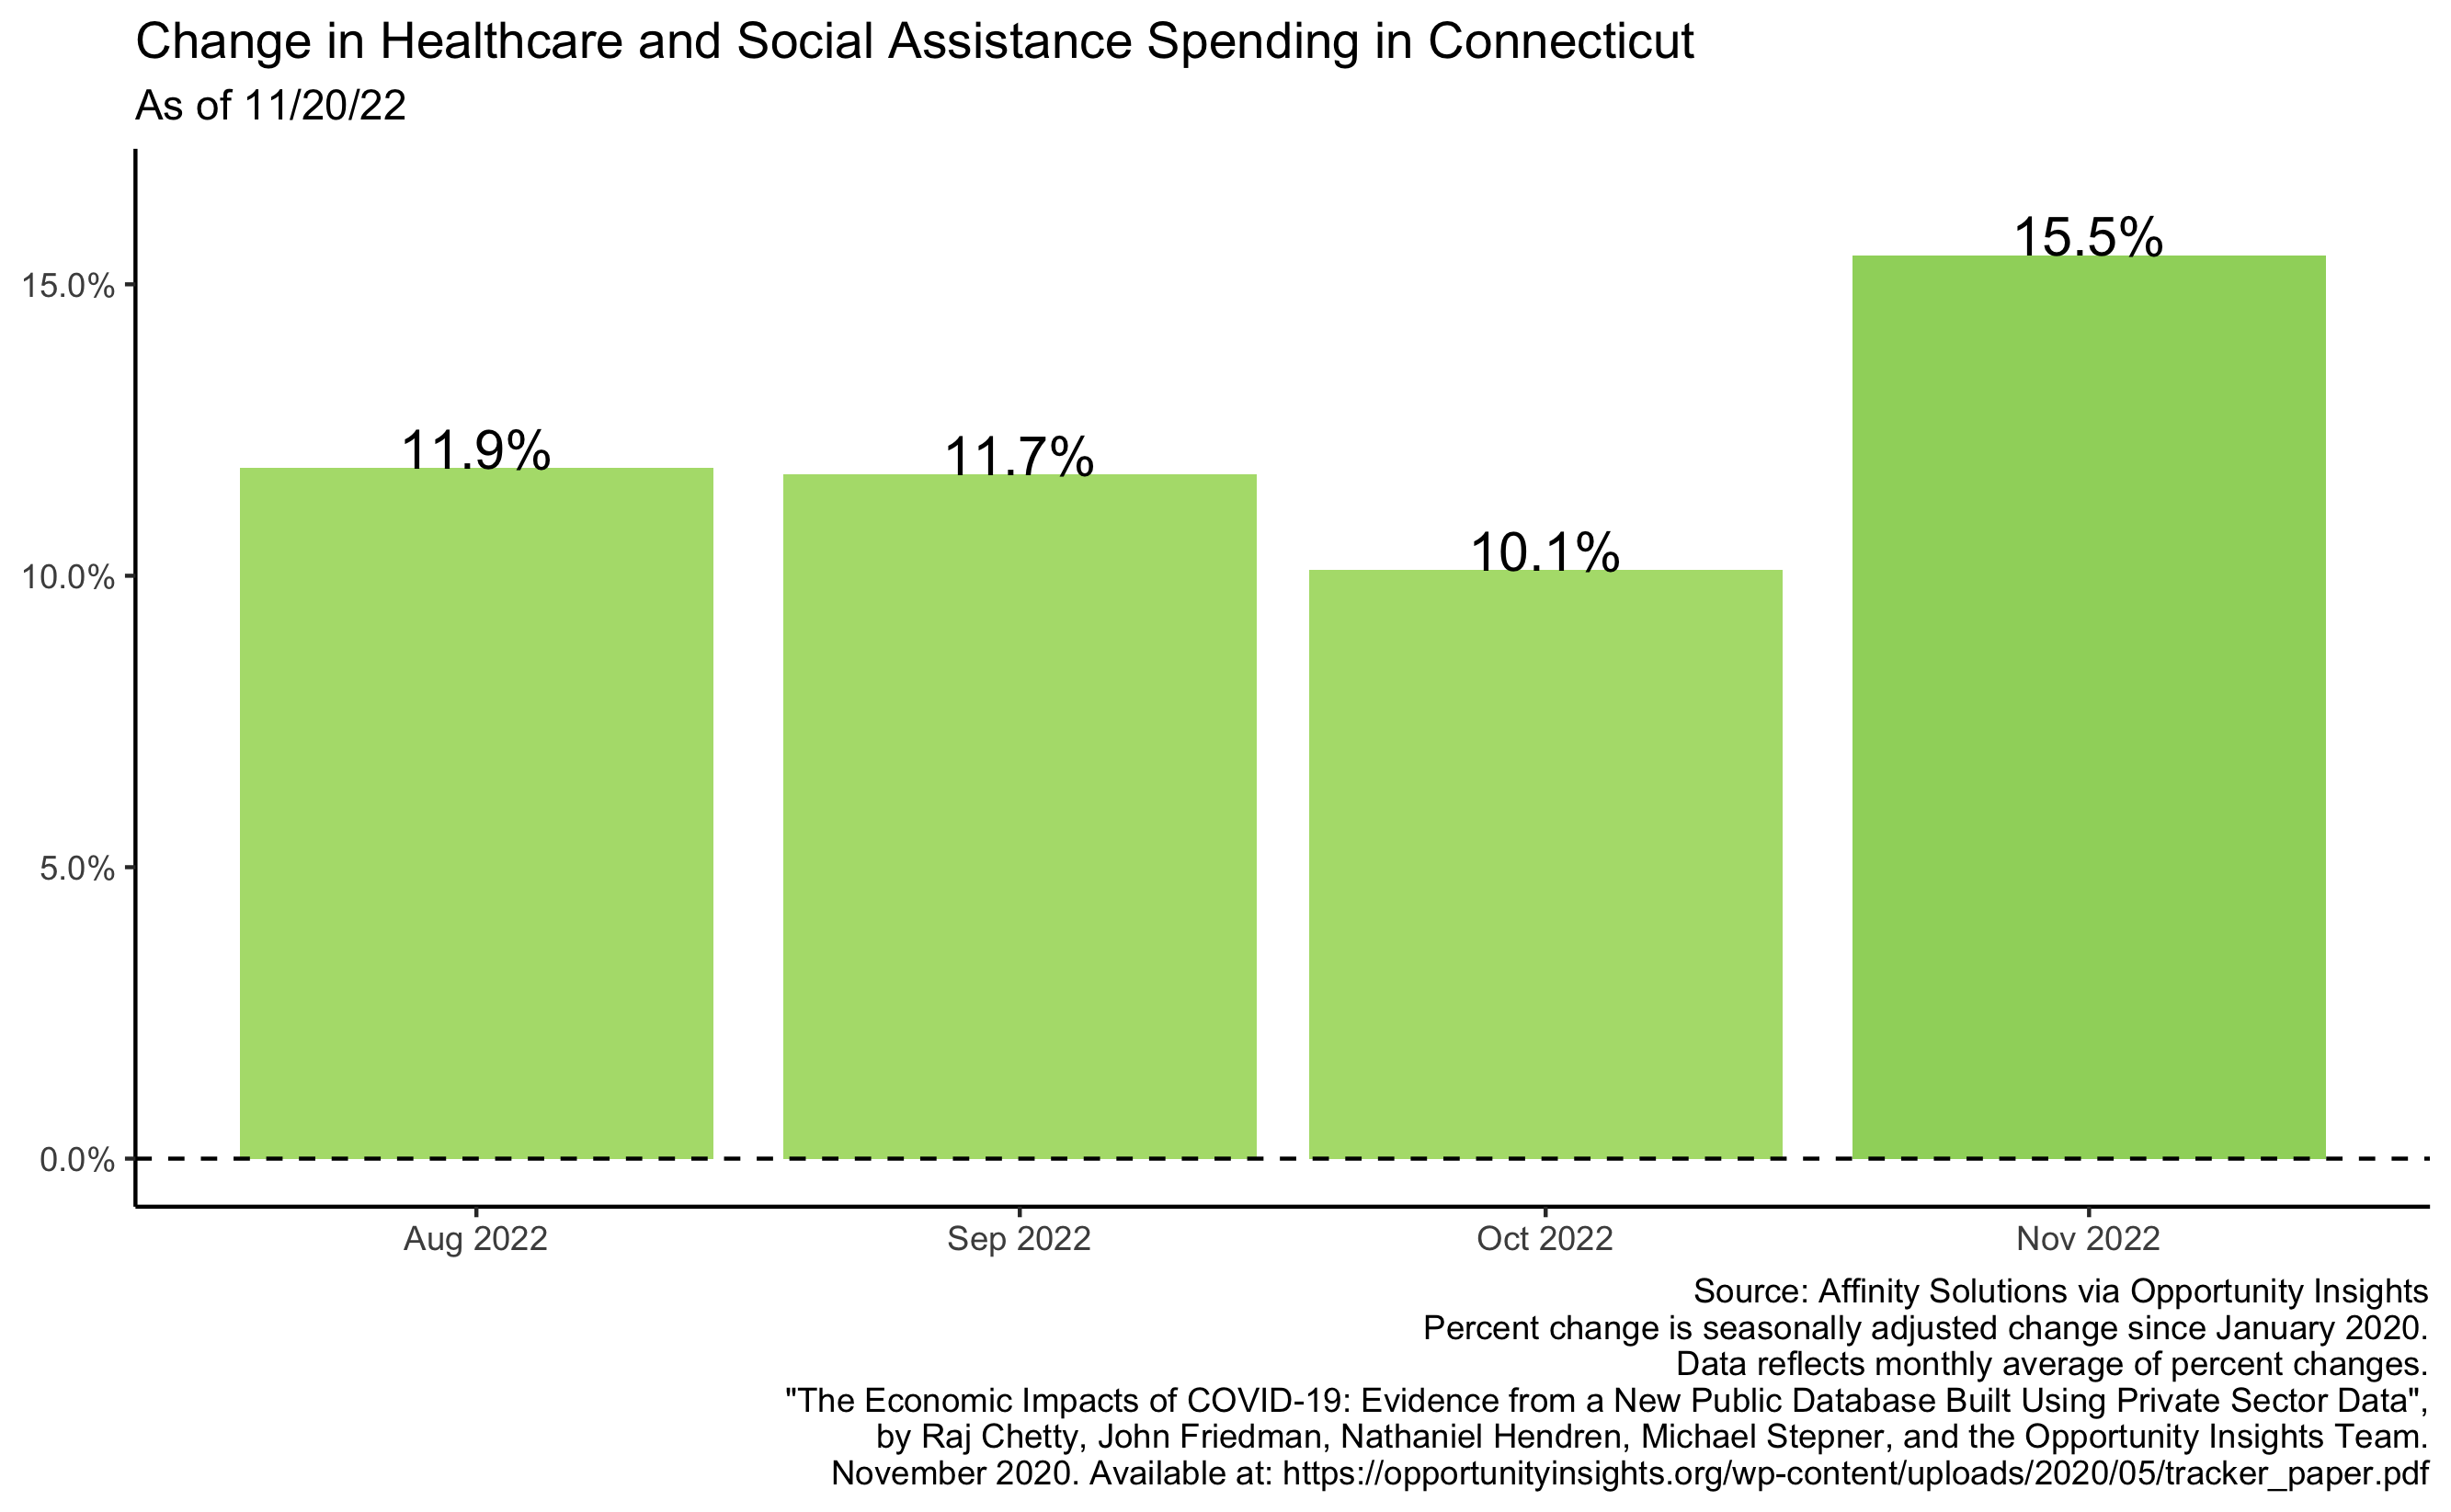 Change in Healthcare and Social Assistance Spending in Connecticut
As of 11/20/22
15.5%
15.0%
11.9%
11.7%
10.1%
10.0%
5.0%
0.0%
Aug 2022
Sep 2022
Oct 2022
Nov 2022
Source: Affinity Solutions via Opportunity Insights
Percent change is seasonally adjusted change since January 2020.
Data reflects monthly average of percent changes.
"The Economic Impacts of COVID-19: Evidence from a New Public Database Built Using Private Sector Data",
by Raj Chetty, John Friedman, Nathaniel Hendren, Michael Stepner, and the Opportunity Insights Team.
November 2020. Available at: https://opportunityinsights.org/wp-content/uploads/2020/05/tracker_paper.pdf